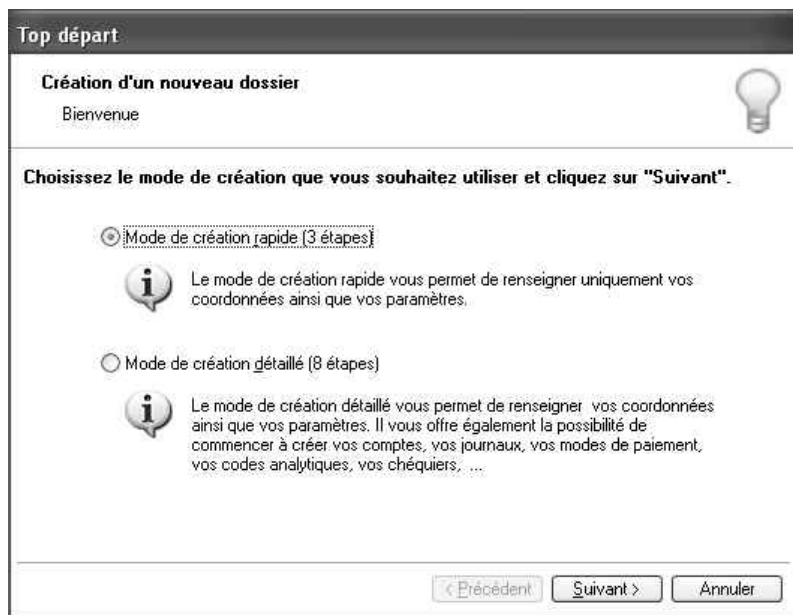 Top départ
Création d'un nouveau dossier
Bienvenue
Choisissez le mode de création que vous souhaitez utiliser et cliquez sur "Suivant".
Mode de création rapide (3 étapes)
Le mode de création rapide vous permet de renseigner uniquement vos
coordonnées ainsi que vos paramètres.
Mode de création détaillé (8 étapes)
Le mode de création détaillé vous permet de renseigner vos coordonnées
ainsi que vos paramètres. Il vous offre également la possibilité de
commencer à créer vos comptes, vos journaux, vos modes de paiement,
vos codes analytiques, vos chéquiers, ...
< Précédent Suivant > Annuler